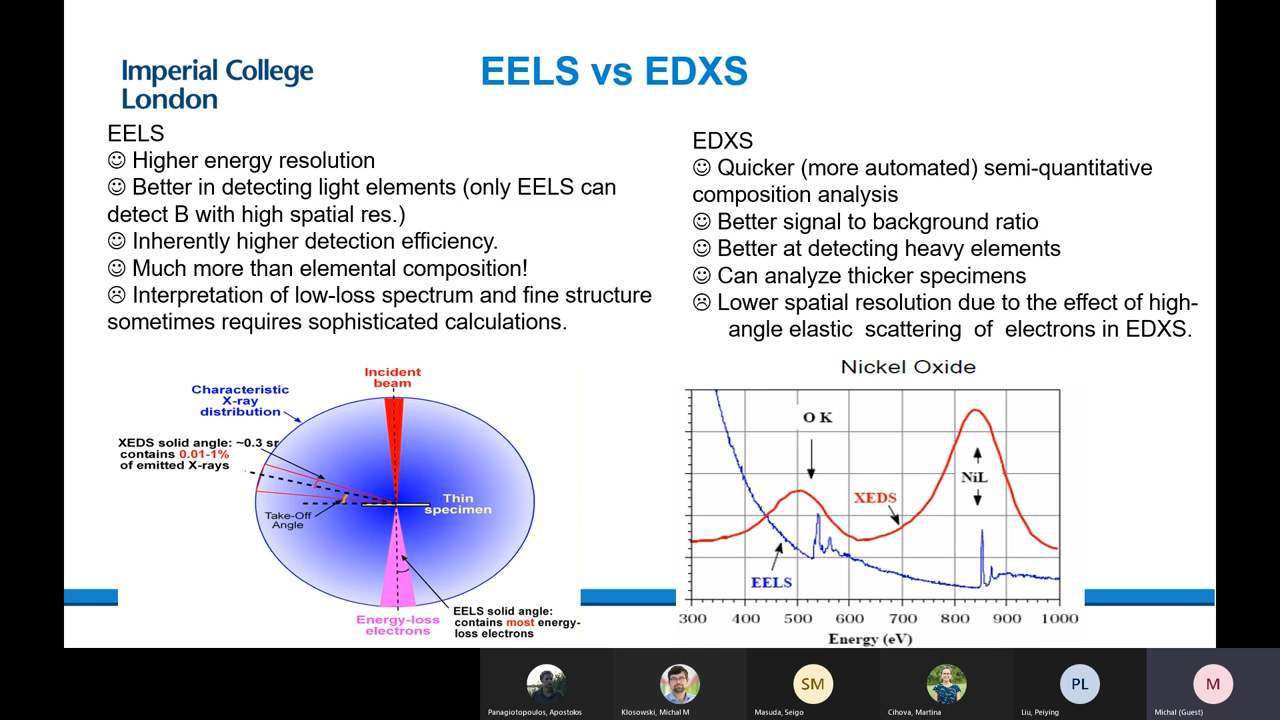 Imperial College
London
EELS vs EDXS
EELS
☺ Higher energy resolution
☺ Better in detecting light elements (only EELS can
detect B with high spatial res.)
☺ Inherently higher detection efficiency.
☺ Much more than elemental composition!
☹ Interpretation of low-loss spectrum and fine structure
sometimes requires sophisticated calculations.
EDXS
☺ Quicker (more automated) semi-quantitative
composition analysis
☺ Better signal to background ratio
☺ Better at detecting heavy elements
☺ Can analyze thicker specimens
☹ Lower spatial resolution due to the effect of high-
angle elastic scattering of electrons in EDXS.
Incident
beam
Characteristic
X-ray
distribution
XEDS solid angle: ~0.3 sr
contains 0.01-1%
of emitted X-rays
Take-Off
Angle
Thin
specimen
EELS solid angle:
contains most energy-
loss electrons
Energy-loss
electrons
Nickel Oxide
O K
NiL
XEDS
EELS
300 400 500 600 700 800 900 1000
Energy (eV)
SM
PL
M
Panagiotopoulos, Apostolos
Klosowski, Michal M
Masuda, Seigo
Cihova, Martina
Liu, Peiying
Michal (Guest)